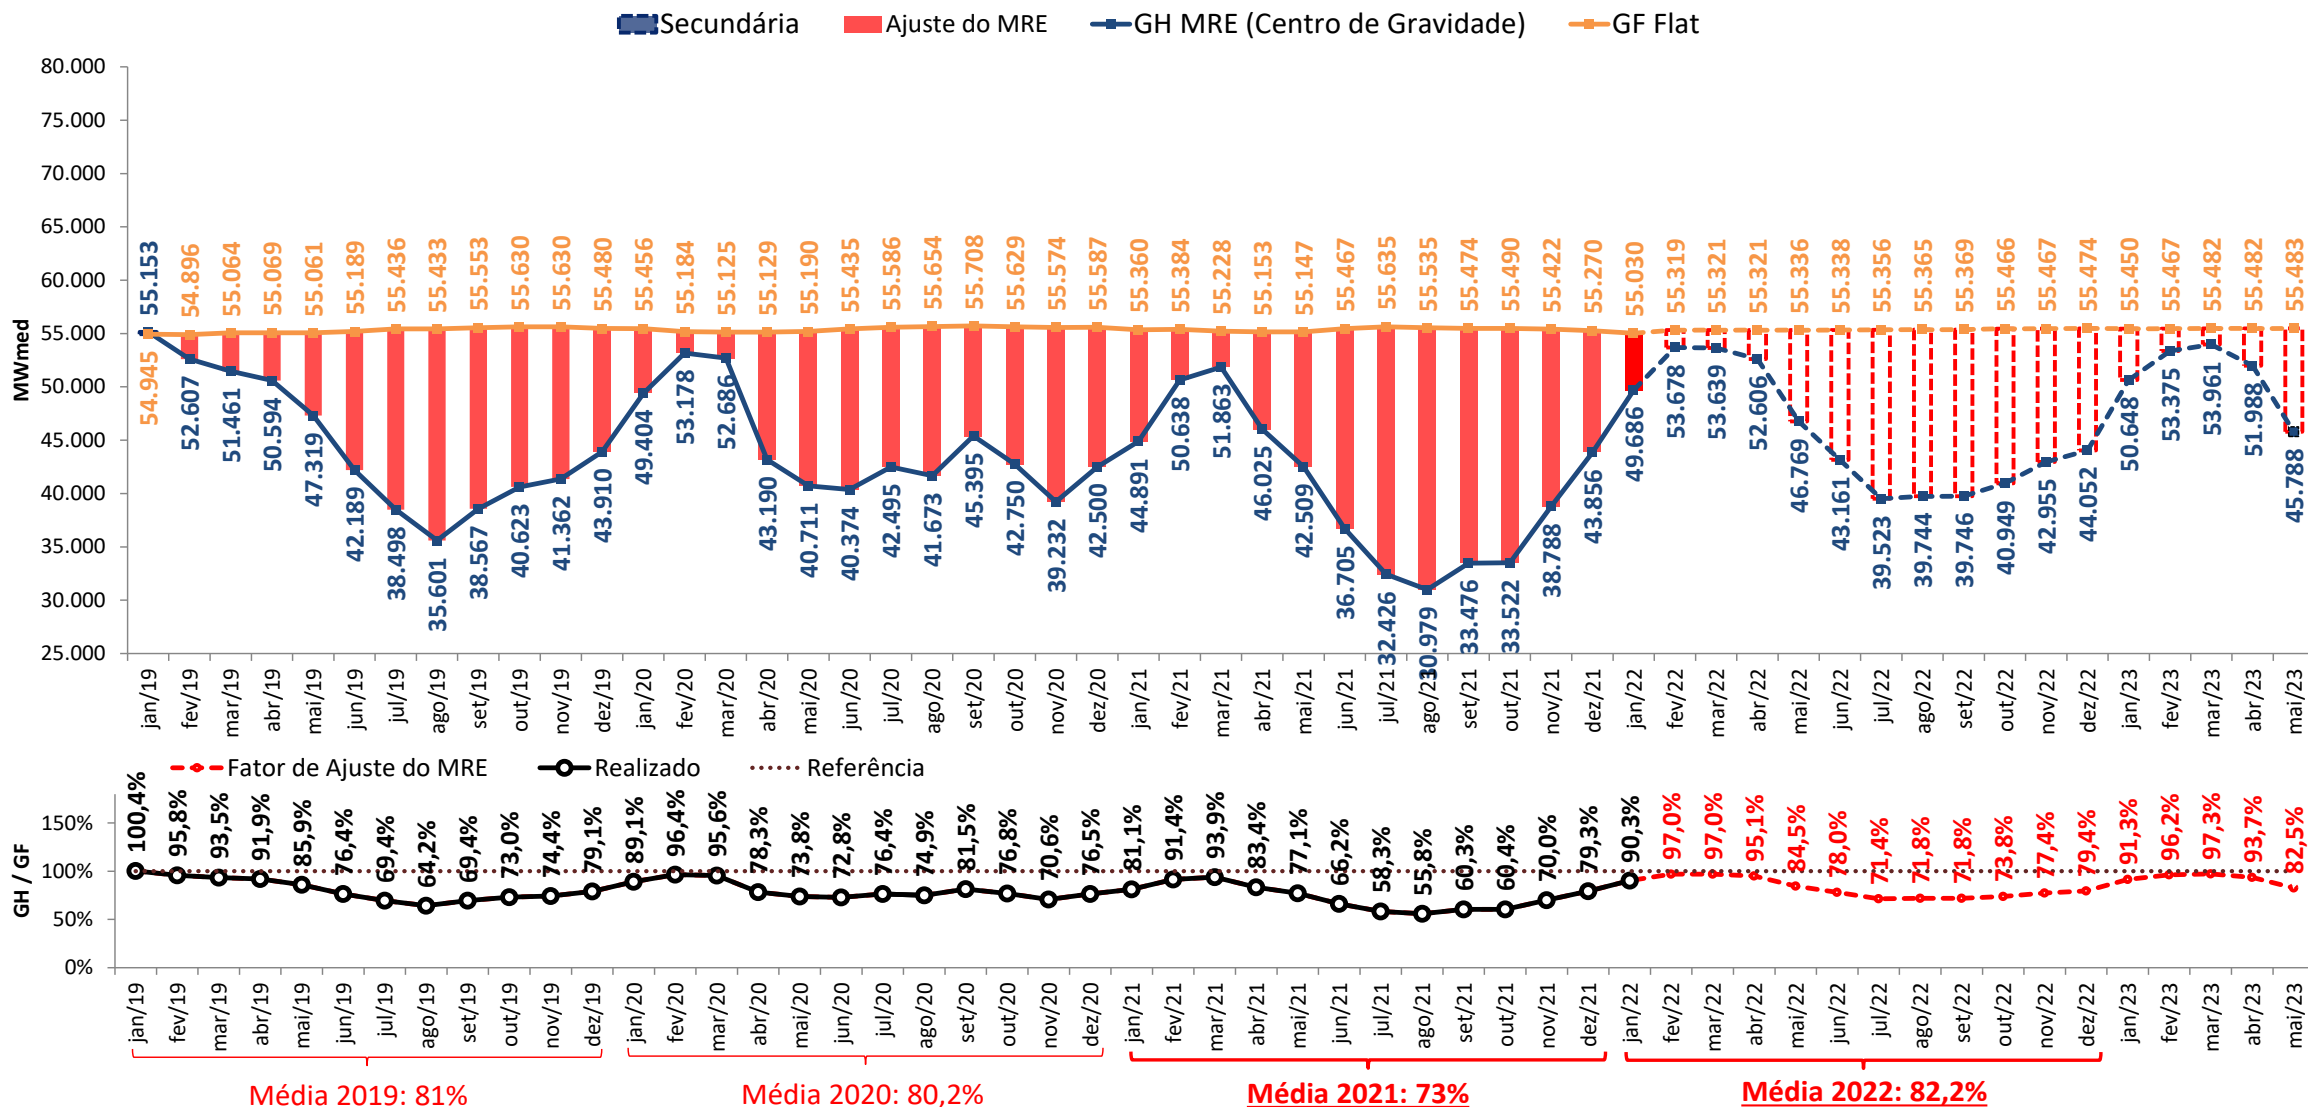 Secundária Ajuste do MRE GH MRE (Centro de Gravidade) GF Flat
MWmed
80.000
75.000
70.000
65.000
60.000
55.000
50.000
45.000
40.000
35.000
30.000
25.000
55.153 54.896 55.064 55.069 55.061 55.189 55.436 55.433 55.553 55.630 55.630 55.480 55.456 55.184 55.125 55.129 55.190 55.435 55.586 55.654 55.708 55.629 55.574 55.587 55.360 55.384 55.228 55.153 55.147 55.467 55.635 55.535 55.474 55.490 55.422 55.270 55.030 55.319 55.321 55.321 55.336 55.338 55.356 55.365 55.369 55.466 55.467 55.474 55.450 55.467 55.482 55.482 55.483
54.945 52.607 51.461 50.594 47.319 42.189 38.498 35.601 38.567 40.623 41.362 43.910 49.404 53.178 52.686 43.190 40.711 40.374 42.495 41.673 45.395 42.750 39.232 42.500 44.891 50.638 51.863 46.025 42.509 36.705 32.426 30.979 33.476 33.522 38.788 43.856 49.686 53.678 53.639 52.606 46.769 43.161 39.523 39.744 39.746 40.949 42.955 44.052 50.648 53.375 53.961 51.988 45.788
jan/19 fev/19 mar/19 abr/19 mai/19 jun/19 jul/19 ago/19 set/19 out/19 nov/19 dez/19 jan/20 fev/20 mar/20 abr/20 mai/20 jun/20 jul/20 ago/20 set/20 out/20 nov/20 dez/20 jan/21 fev/21 mar/21 abr/21 mai/21 jun/21 jul/21 ago/21 set/21 out/21 nov/21 dez/21 jan/22 fev/22 mar/22 abr/22 mai/22 jun/22 jul/22 ago/22 set/22 out/22 nov/22 dez/22 jan/23 fev/23 mar/23 abr/23 mai/23
Fator de Ajuste do MRE Realizado Referência
GH / GF
150%
100%
50%
0%
100,4% 95,8% 93,5% 91,9% 85,9% 76,4% 69,4% 64,2% 69,4% 73,0% 74,4% 79,1% 89,1% 96,4% 95,6% 78,3% 73,8% 72,8% 76,4% 74,9% 81,5% 76,8% 70,6% 76,5% 81,1% 91,4% 93,9% 83,4% 77,1% 66,2% 58,3% 55,8% 60,3% 60,4% 70,0% 79,3% 90,3% 97,0% 97,0% 95,1% 84,5% 78,0% 71,4% 71,8% 71,8% 73,8% 77,4% 79,4% 91,3% 96,2% 97,3% 93,7% 82,5%
jan/19 fev/19 mar/19 abr/19 mai/19 jun/19 jul/19 ago/19 set/19 out/19 nov/19 dez/19 jan/20 fev/20 mar/20 abr/20 mai/20 jun/20 jul/20 ago/20 set/20 out/20 nov/20 dez/20 jan/21 fev/21 mar/21 abr/21 mai/21 jun/21 jul/21 ago/21 set/21 out/21 nov/21 dez/21 jan/22 fev/22 mar/22 abr/22 mai/22 jun/22 jul/22 ago/22 set/22 out/22 nov/22 dez/22 jan/23 fev/23 mar/23 abr/23 mai/23
Média 2019: 81% Média 2020: 80,2% Média 2021: 73% Média 2022: 82,2%